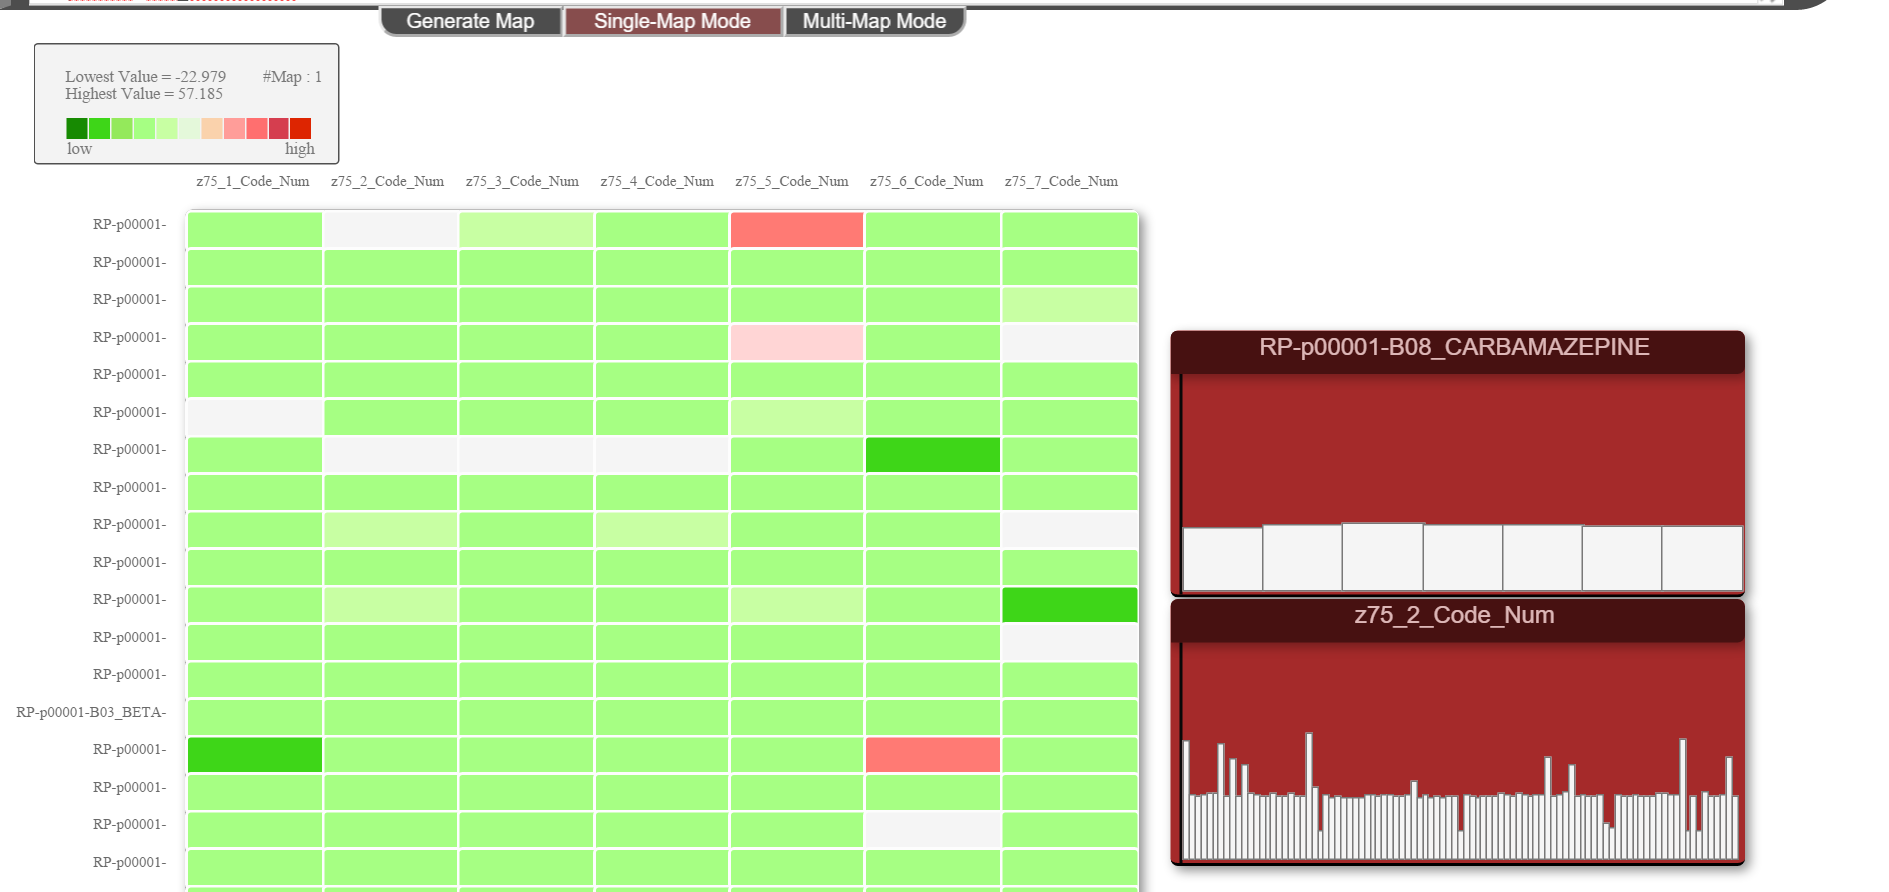 Generate Map Single-Map Mode Multi-Map Mode
Lowest Value = -22.979 #Map : 1
Highest Value = 57.185
low high
z75_1_Code_Num z75_2_Code_Num z75_3_Code_Num z75_4_Code_Num z75_5_Code_Num z75_6_Code_Num z75_7_Code_Num
RP-p00001-
RP-p00001-
RP-p00001-
RP-p00001-
RP-p00001-
RP-p00001-
RP-p00001-
RP-p00001-
RP-p00001-
RP-p00001-
RP-p00001-
RP-p00001-
RP-p00001-
RP-p00001-B03_BETA-
RP-p00001-
RP-p00001-
RP-p00001-
RP-p00001-
RP-p00001-B08_CARBAMAZEPINE
z75_2_Code_Num